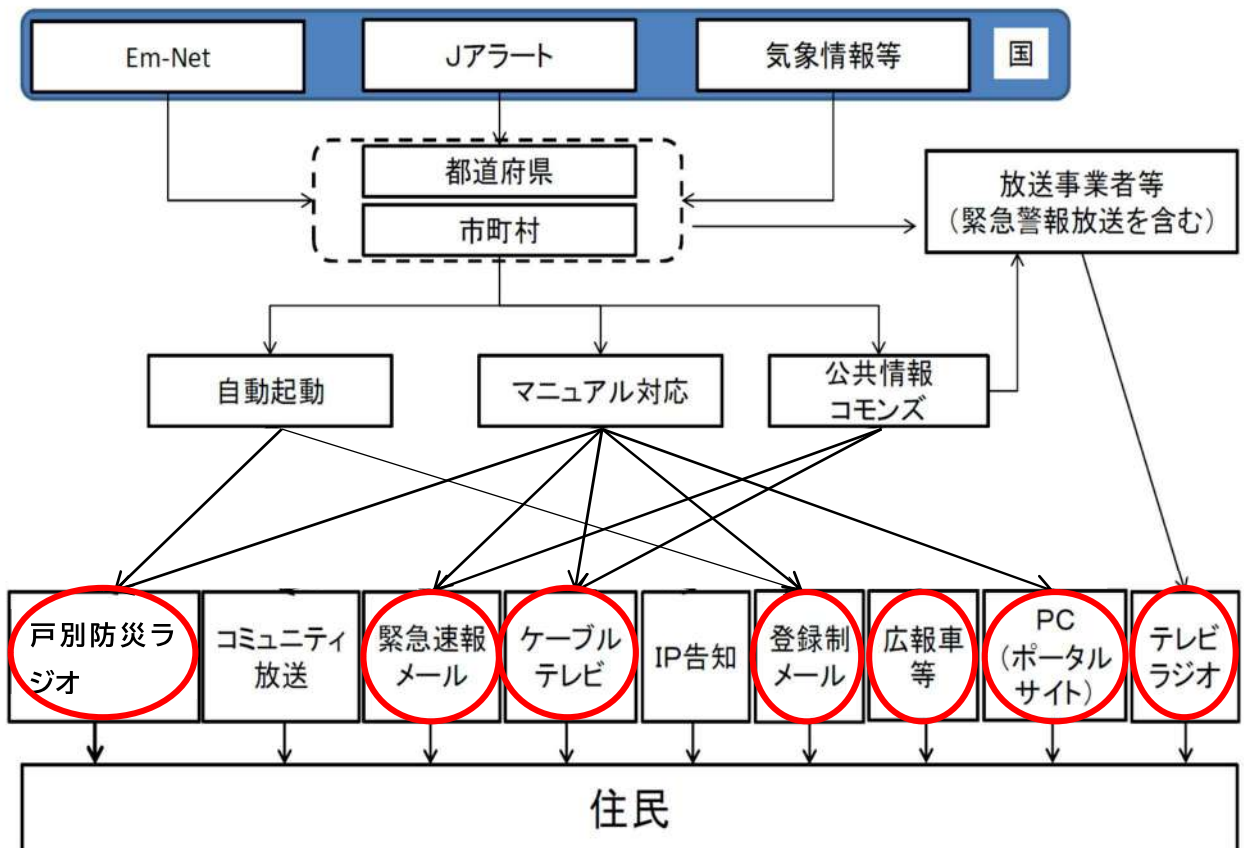 Em-Net
Jアラート
気象情報等
国
都道府県
市町村
放送事業者等
(緊急警報放送を含む)
自動起動
マニュアル対応
公共情報
コモンズ
戸別防災ラ
ジオ
コミュニティ
放送
緊急速報
メール
ケーブル
テレビ
IP告知
登録制
メール
広報車
等
PC
(ポータル
サイト)
テレビ
ラジオ
住民